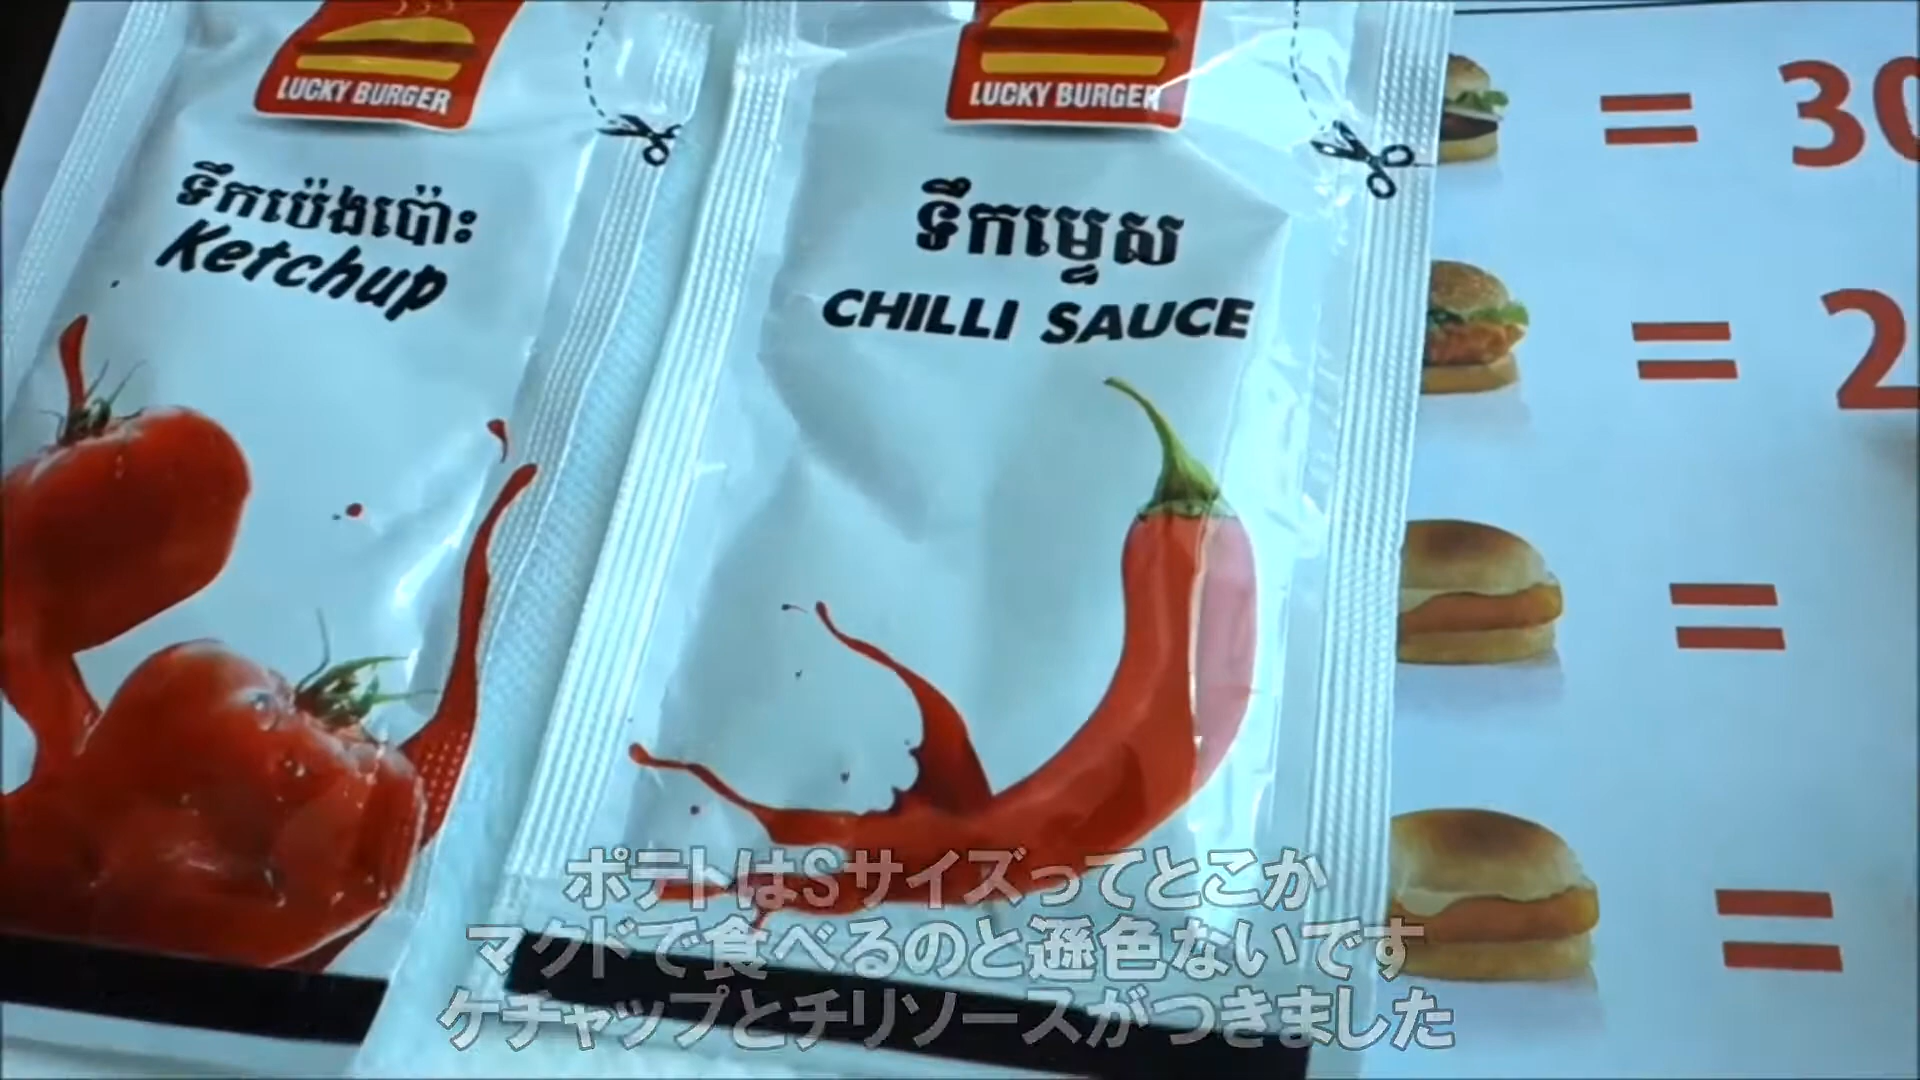 LUCKY BURGER
ទឹកប៉េងប៉ោះ
Ketchup
LUCKY BURGER
ទឹកម្ទេស
CHILLI SAUCE
= 30
= 2
=
=
ポテトはSサイズってとこか
マクドで食べるのと遜色ないです
ケチャップとチリソースがつきました